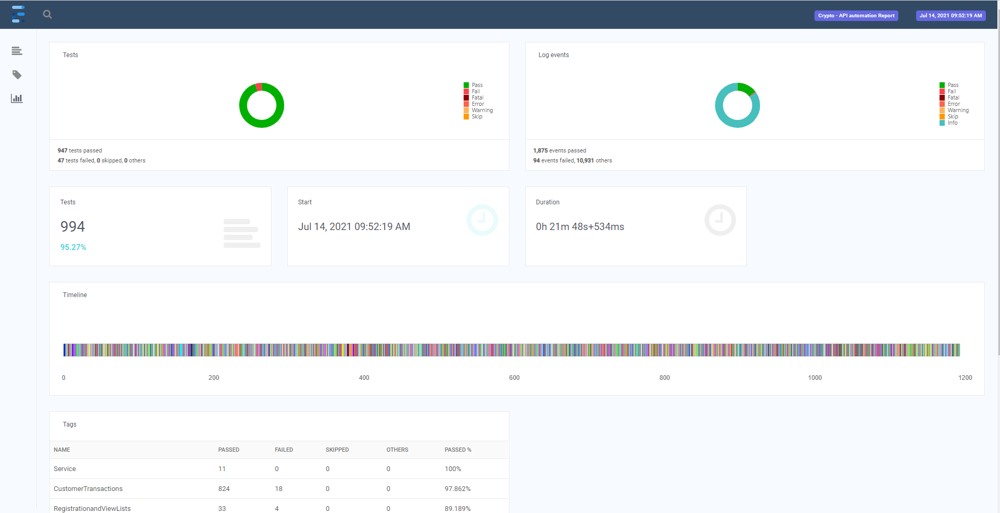 Crypto - API automation Report
Jul 14, 2021 09:52:19 AM
Tests
Pass
Fail
Fatal
Error
Warning
Skip
947 tests passed
47 tests failed, 0 skipped, 0 others
Log events
Pass
Fail
Fatal
Error
Warning
Skip
Info
1,875 events passed
94 events failed, 10,931 others
Tests
994
95.27%
Start
Jul 14, 2021 09:52:19 AM
Duration
0h 21m 48s+534ms
Timeline
0 200 400 600 800 1000 1200
Tags
NAME PASSED FAILED SKIPPED OTHERS PASSED %
Service 11 0 0 0 100%
CustomerTransactions 824 18 0 0 97.862%
RegistrationandViewLists 33 4 0 0 89.189%